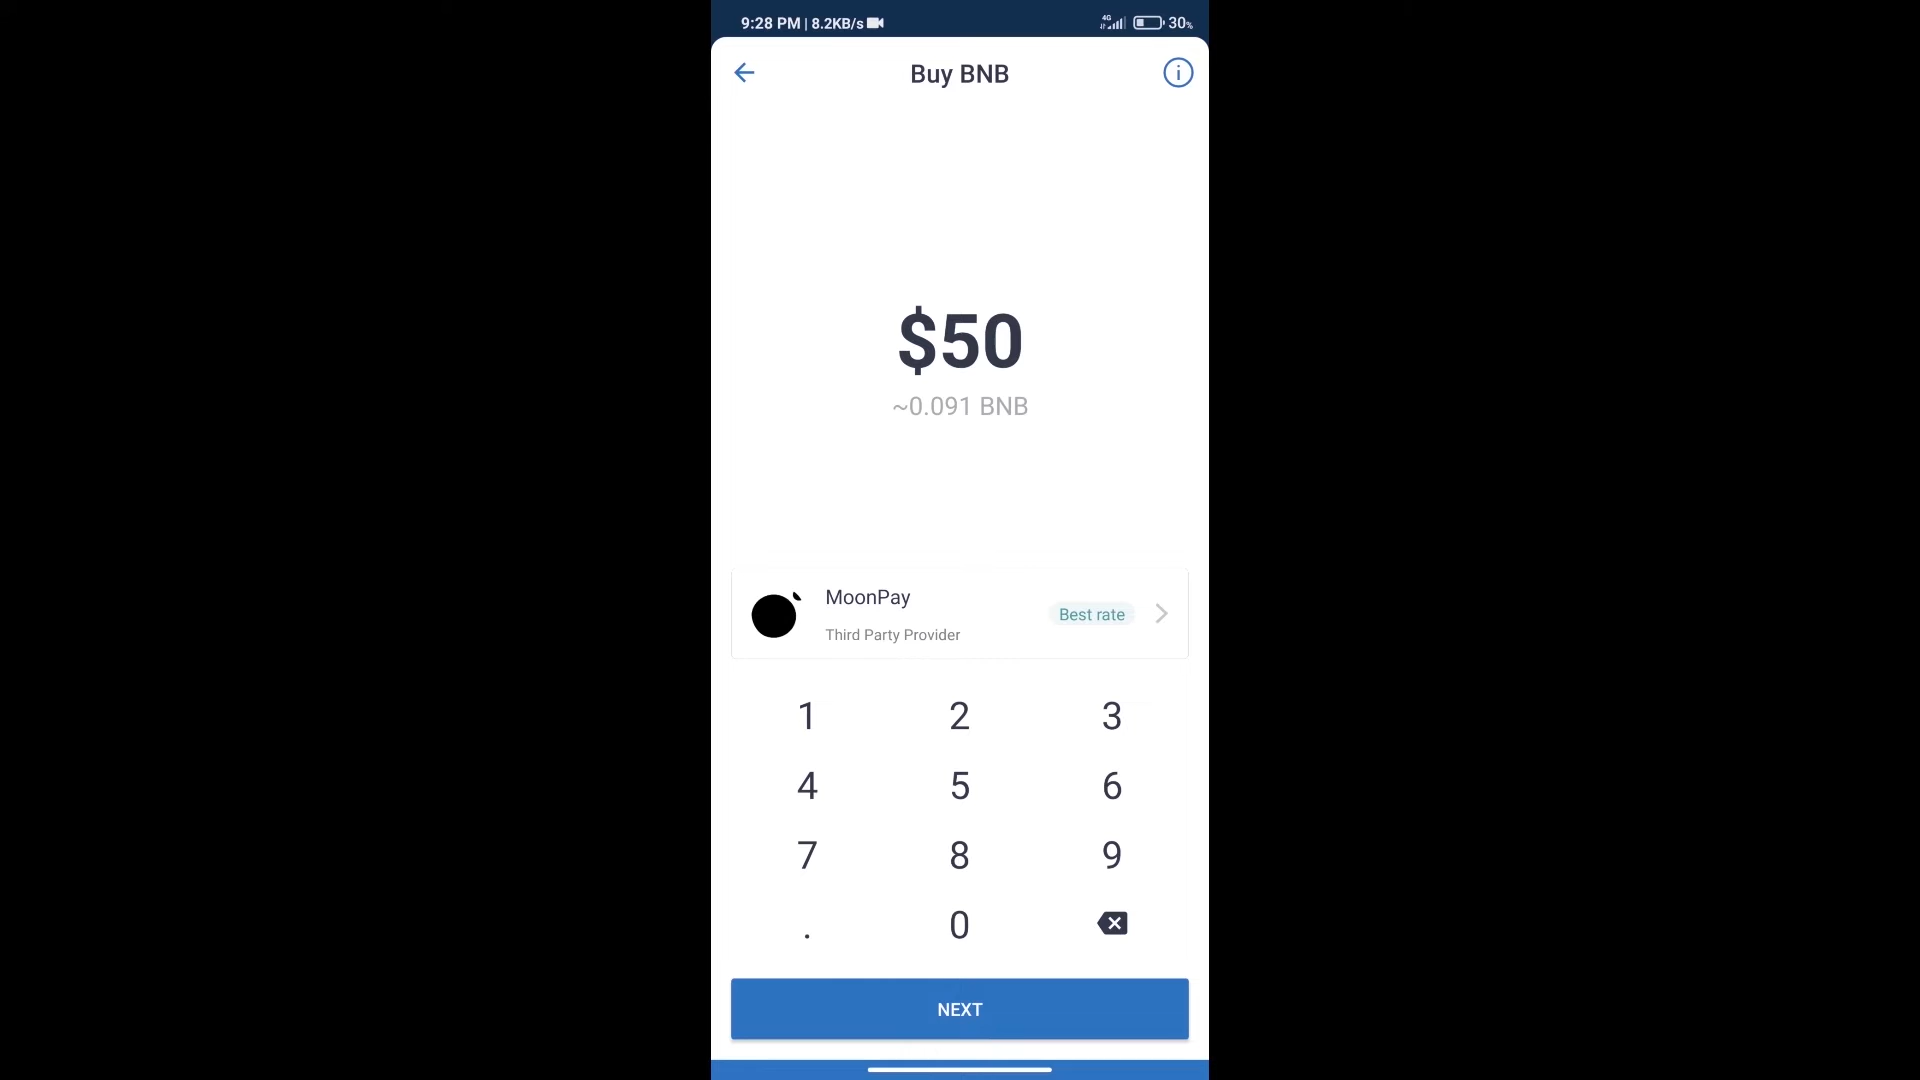 9:28 PM | 8.2KB/s 4G 30%
Buy BNB
$50
~0.091 BNB
MoonPay
Best rate
Third Party Provider
1 2 3
4 5 6
7 8 9
. 0
NEXT